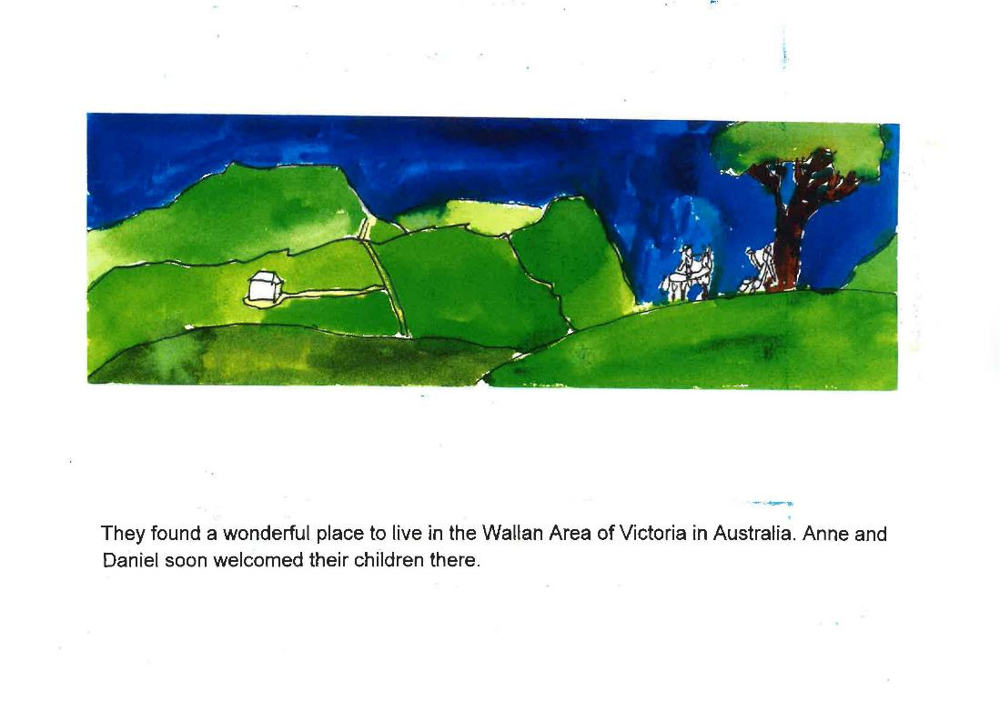 They found a wonderful place to live in the Wallan Area of Victoria in Australia. Anne and
Daniel soon welcomed their children there.